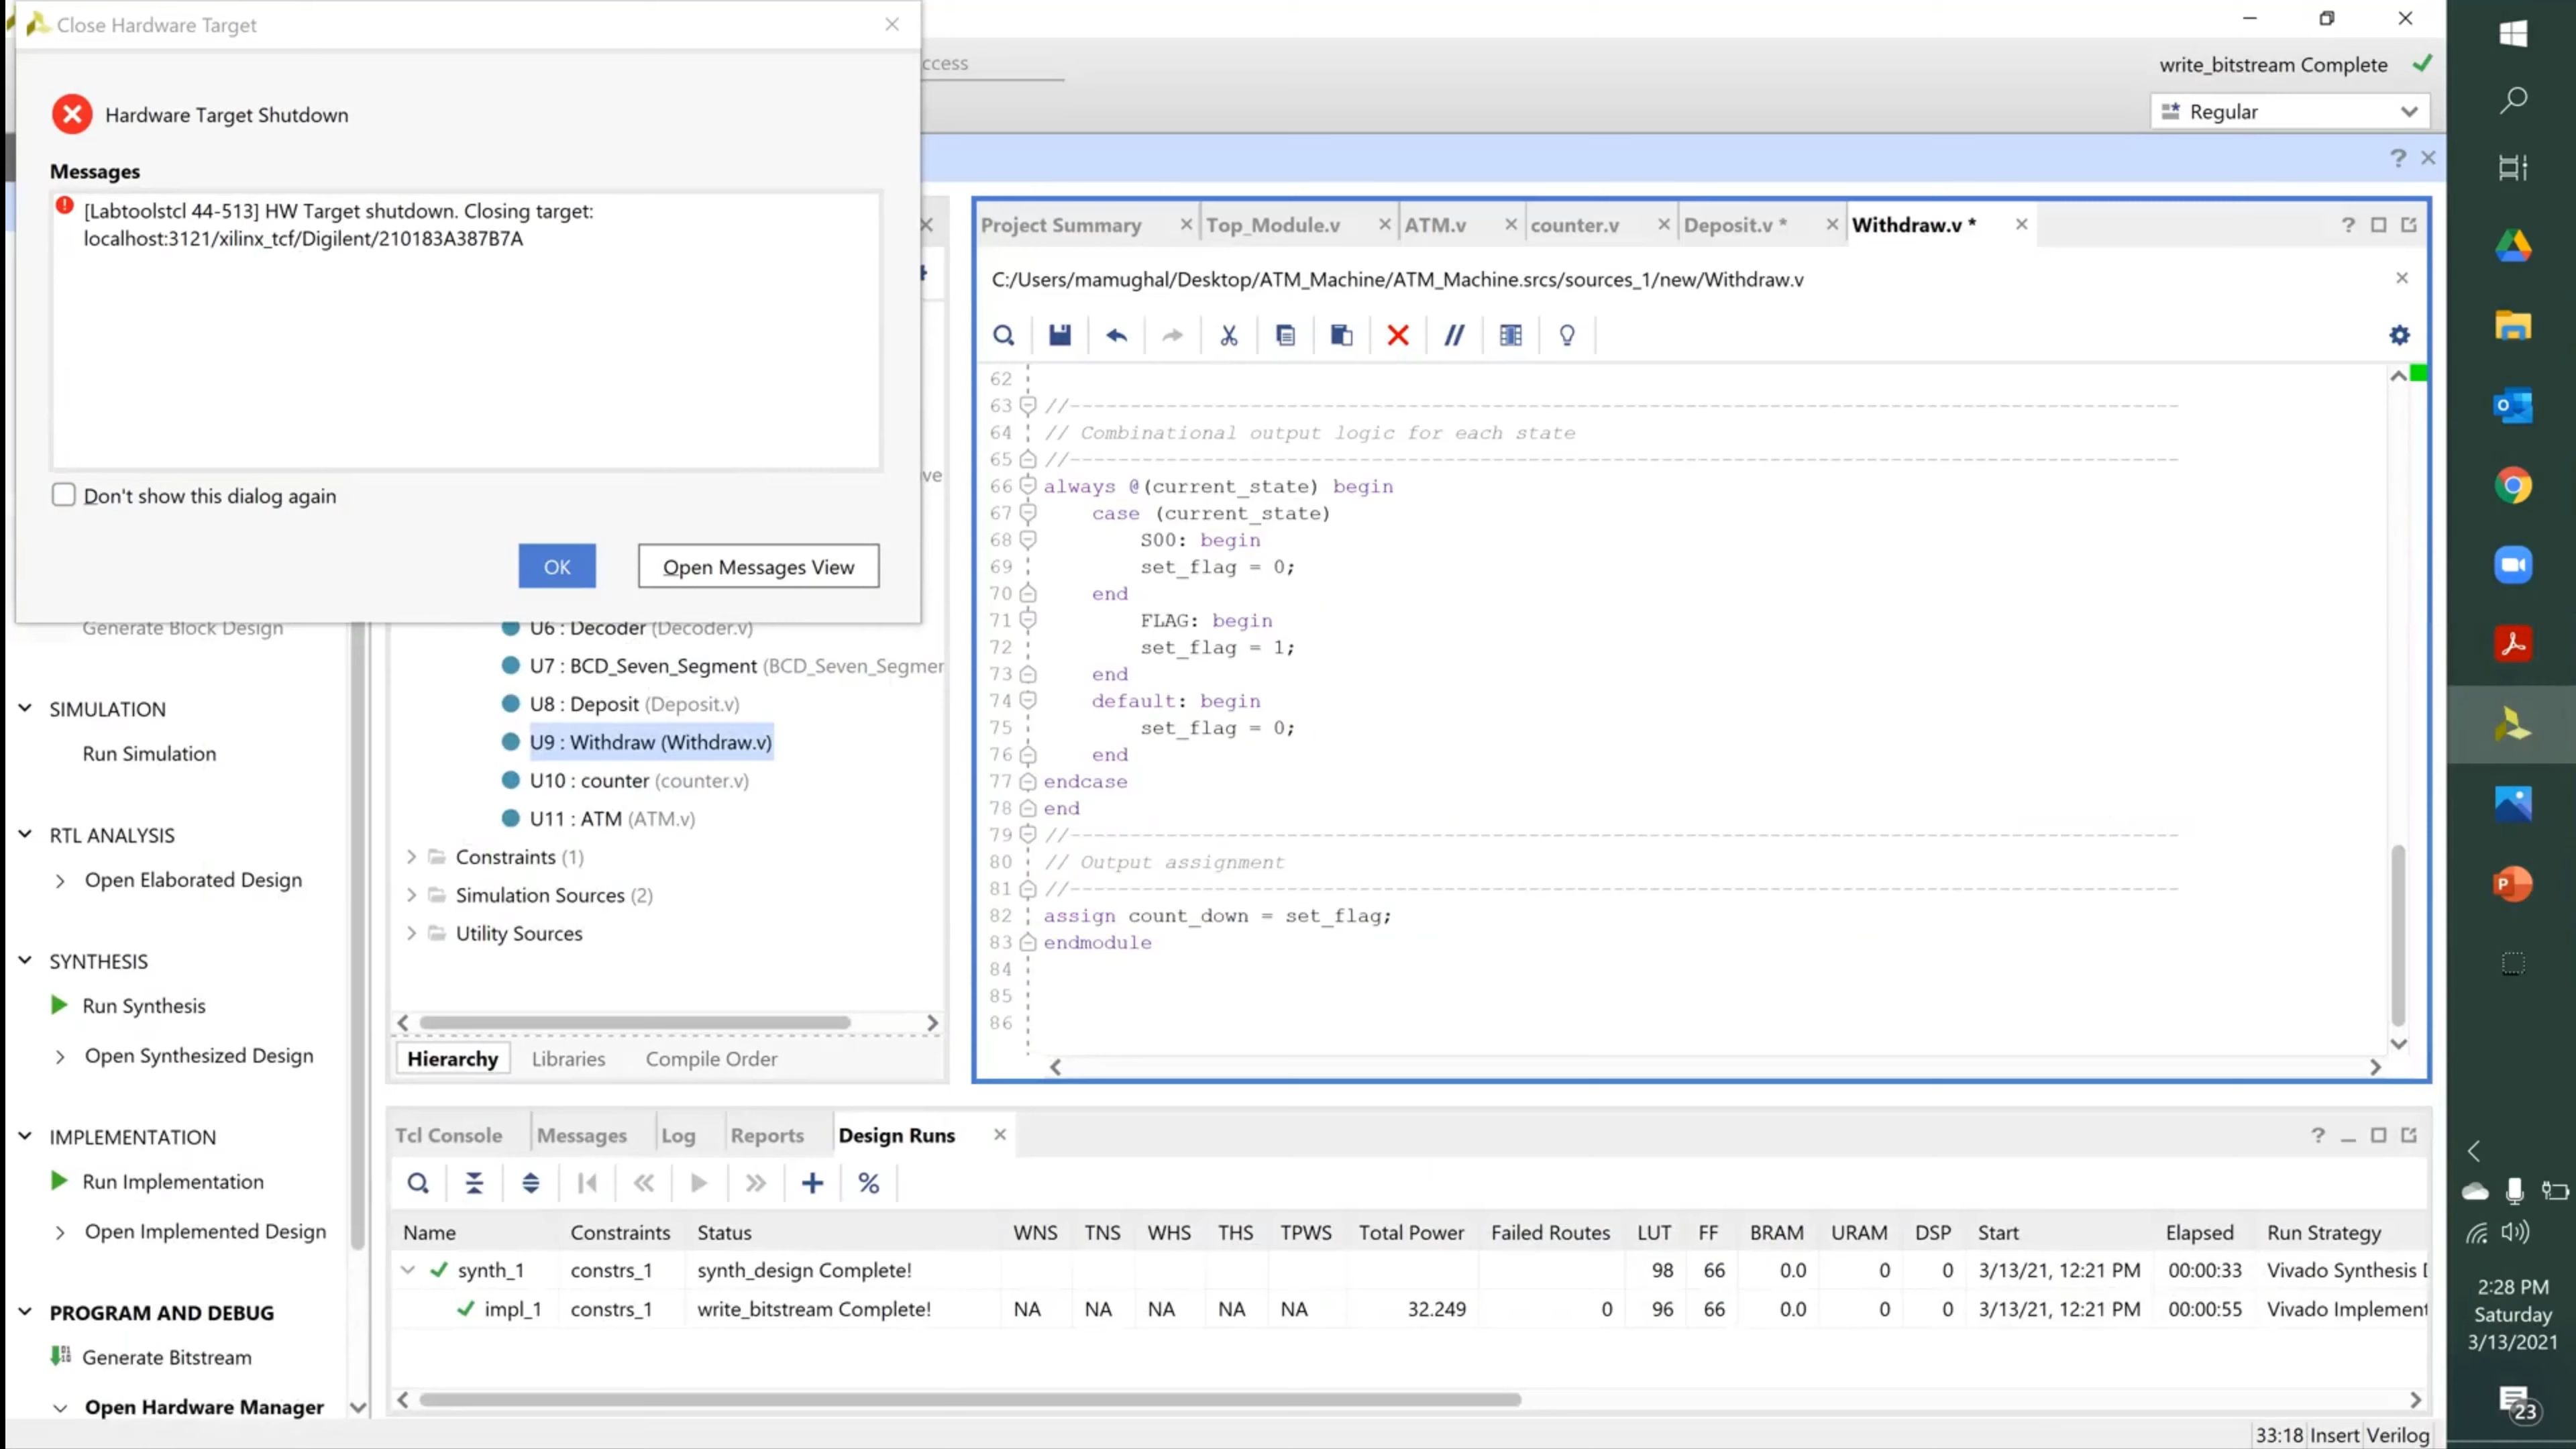 Close Hardware Target
Hardware Target Shutdown
Messages
[Labtoolstcl 44-513] HW Target shutdown. Closing target:
localhost:3121/xilinx_tcf/Digilent/210183A387B7A
Don't show this dialog again
OK
Open Messages View
ccess
write_bitstream Complete
Regular
Project Summary
Top_Module.v
ATM.v
counter.v
Deposit.v *
Withdraw.v *
C:/Users/mamughal/Desktop/ATM_Machine/ATM_Machine.srcs/sources_1/new/Withdraw.v
62
63 //--------------------------------------------------------------------------------------------
64 // Combinational output logic for each state
65 //--------------------------------------------------------------------------------------------
66 always @(current_state) begin
67 case (current_state)
68 S00: begin
69 set_flag = 0;
70 end
71 FLAG: begin
72 set_flag = 1;
73 end
74 default: begin
75 set_flag = 0;
76 end
77 endcase
78 end
79 //--------------------------------------------------------------------------------------------
80 // Output assignment
81 //--------------------------------------------------------------------------------------------
82 assign count_down = set_flag;
83 endmodule
84
85
86
ve
Generate Block Design
SIMULATION
Run Simulation
RTL ANALYSIS
Open Elaborated Design
SYNTHESIS
Run Synthesis
Open Synthesized Design
IMPLEMENTATION
Run Implementation
Open Implemented Design
PROGRAM AND DEBUG
Generate Bitstream
Open Hardware Manager
U6 : Decoder (Decoder.v)
U7 : BCD_Seven_Segment (BCD_Seven_Segmen
U8 : Deposit (Deposit.v)
U9 : Withdraw (Withdraw.v)
U10 : counter (counter.v)
U11 : ATM (ATM.v)
Constraints (1)
Simulation Sources (2)
Utility Sources
Hierarchy
Libraries
Compile Order
Tcl Console
Messages
Log
Reports
Design Runs
Name Constraints Status WNS TNS WHS THS TPWS Total Power Failed Routes LUT FF BRAM URAM DSP Start Elapsed Run Strategy
synth_1 constrs_1 synth_design Complete! 98 66 0.0 0 0 3/13/21, 12:21 PM 00:00:33 Vivado Synthesis
impl_1 constrs_1 write_bitstream Complete! NA NA NA NA NA 32.249 0 96 66 0.0 0 0 3/13/21, 12:21 PM 00:00:55 Vivado Implement
33:18 Insert Verilog
2:28 PM
Saturday
3/13/2021
23